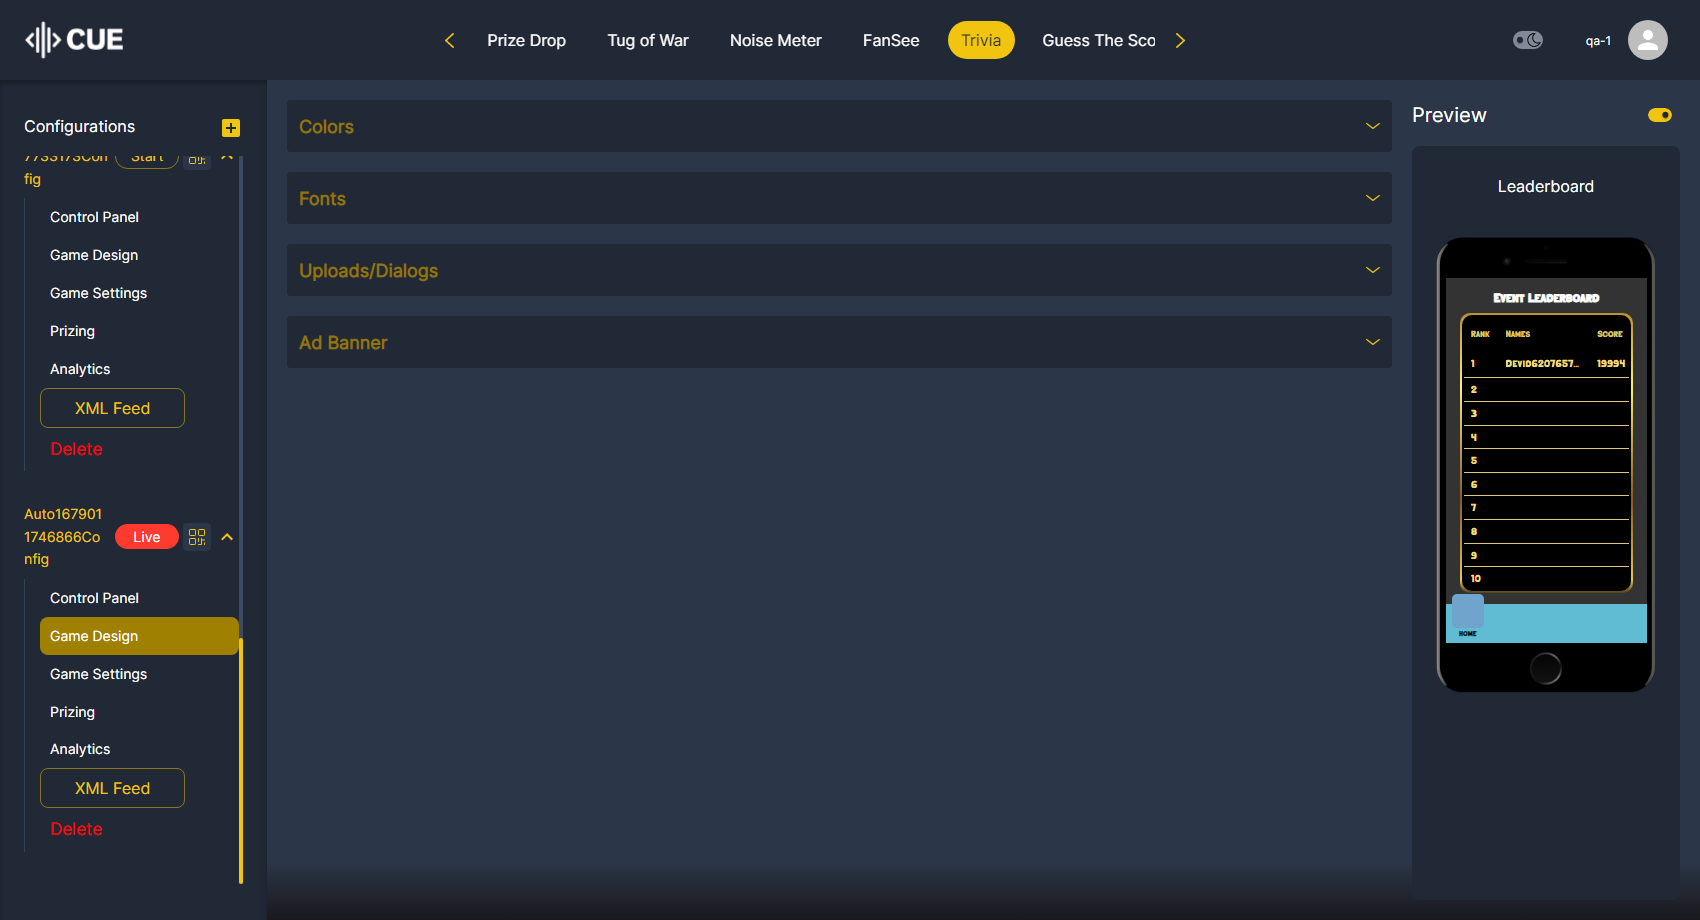 CUE
Prize Drop
Tug of War
Noise Meter
FanSee
Trivia
Guess The Sco
qa-1
Configurations
7733173Con
fig
Start
Control Panel
Game Design
Game Settings
Prizing
Analytics
XML Feed
Delete
Auto167901
1746866Co
nfig
Live
Control Panel
Game Design
Game Settings
Prizing
Analytics
XML Feed
Delete
Colors
Fonts
Uploads/Dialogs
Ad Banner
Preview
Leaderboard
Event Leaderboard
Rank Names Score
1 Devid6207657... 19994
2
3
4
5
6
7
8
9
10
HOME